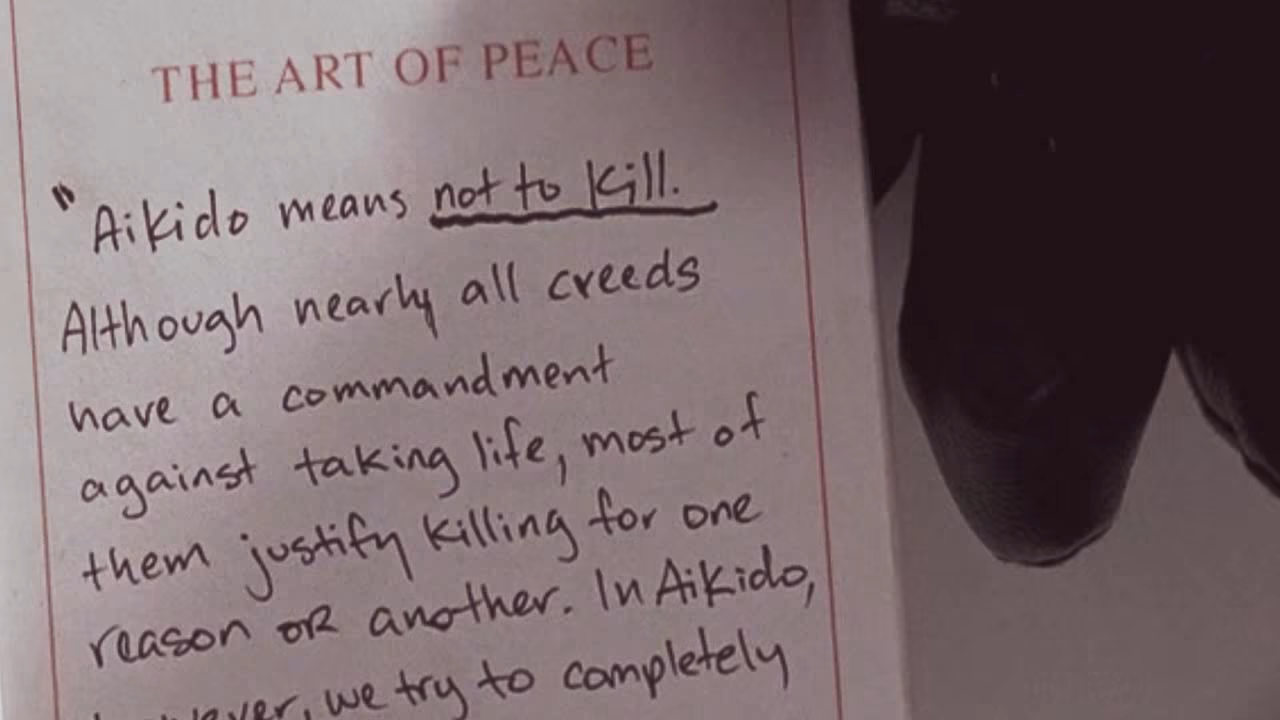 THE ART OF PEACE
"Aikido means not to kill.
Although nearly all creeds
have a commandment
against taking life, most of
them justify killing for one
reason or another. In Aikido,
however, we try to completely